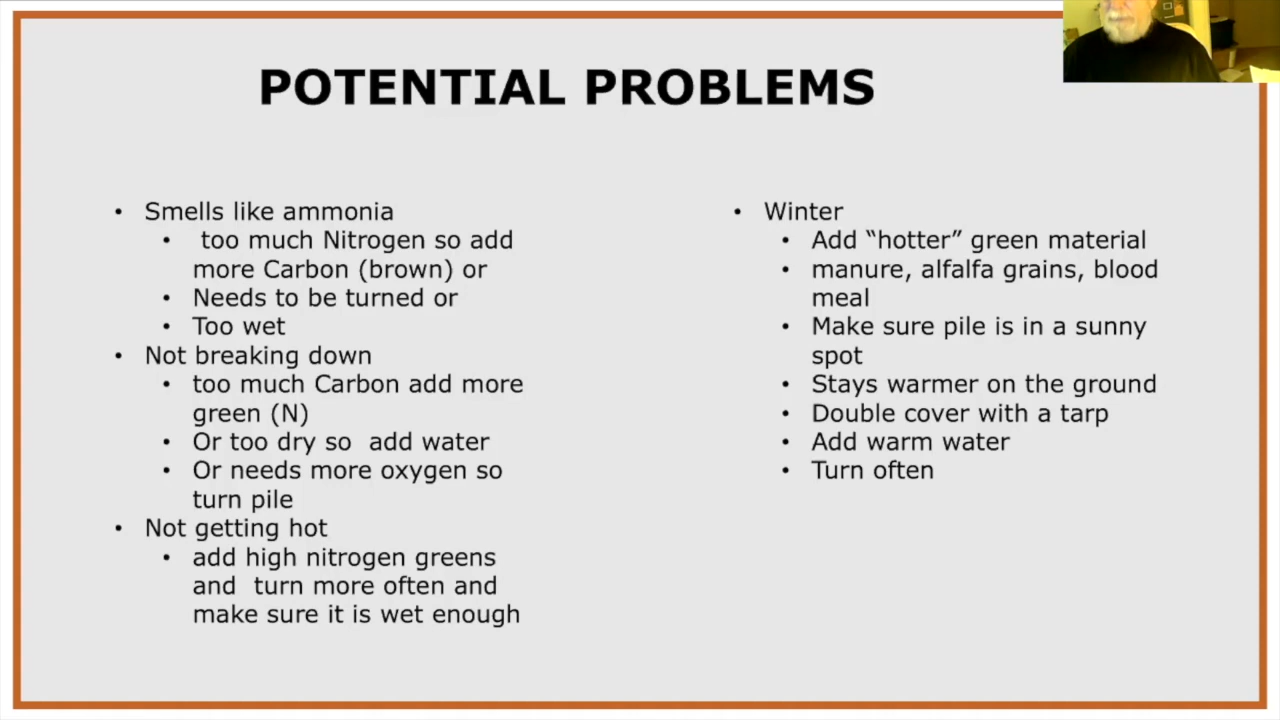 POTENTIAL PROBLEMS
• Smells like ammonia
• too much Nitrogen so add
more Carbon (brown) or
• Needs to be turned or
• Too wet
• Not breaking down
• too much Carbon add more
green (N)
• Or too dry so  add water
• Or needs more oxygen so
turn pile
• Not getting hot
• add high nitrogen greens
and  turn more often and
make sure it is wet enough
• Winter
• Add “hotter” green material
• manure, alfalfa grains, blood
meal
• Make sure pile is in a sunny
spot
• Stays warmer on the ground
• Double cover with a tarp
• Add warm water
• Turn often